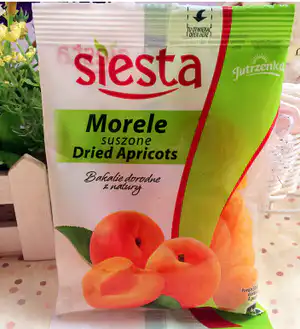 siesta
Jutrzenka
Morele
suszone
Dried Apricots
Bakalie dorodne
z natury